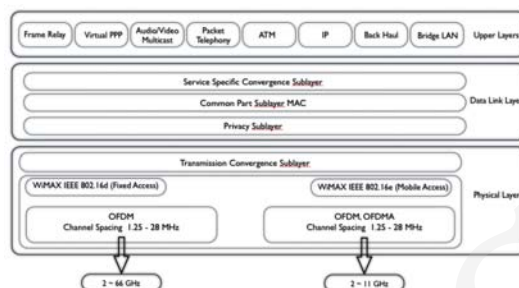 Frame Relay
Virtual PPP
Audio/Video
Multicast
Packet
Telephony
ATM
IP
Back Haul
Bridge LAN
Upper Layers
Service Specific Convergence Sublayer
Common Part Sublayer MAC
Privacy Sublayer
Data Link Laye
Transmission Convergence Sublayer
WiMAX IEEE 802.16d (Fixed Access)
WiMAX IEEE 802.16e (Mobile Access)
Physical Layer
OFDM
Channel Spacing 1.25 - 28 MHz
OFDM, OFDMA
Channel Spacing 1.25 - 28 MHz
2 ~ 66 GHz
2 ~ 11 GHz